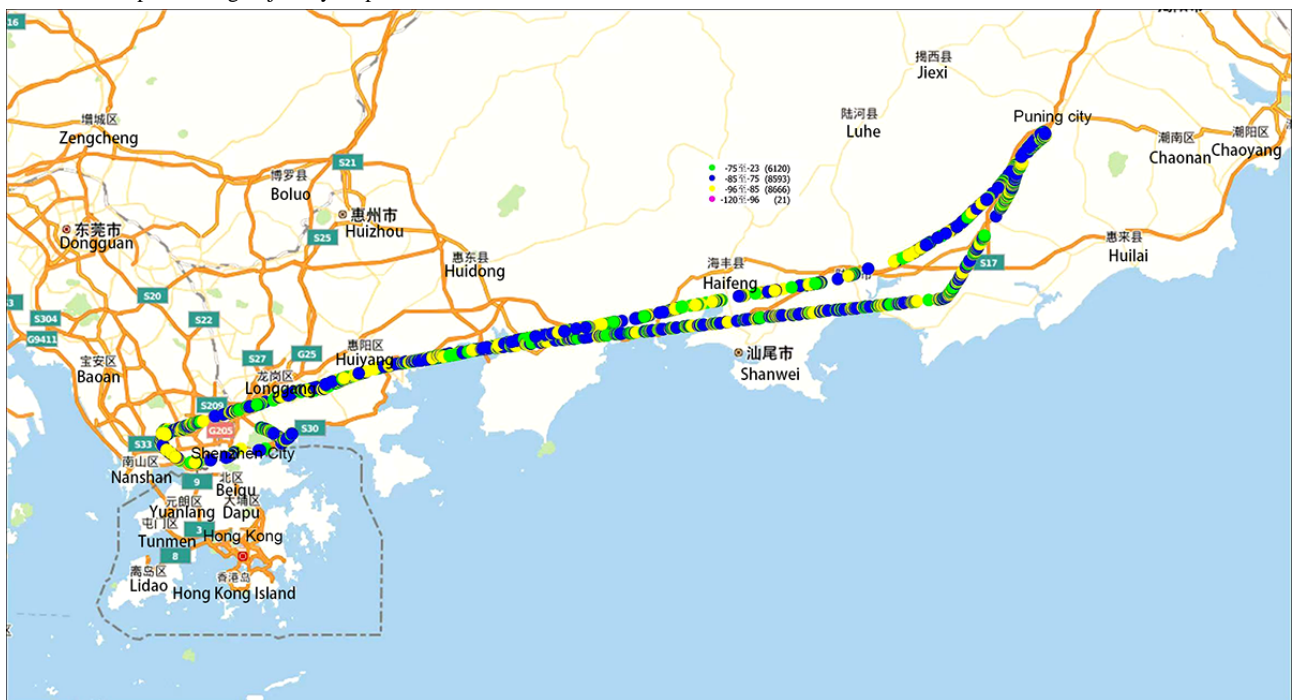 S16
揭西县
Jiexi
陆河县
Luhe
Puning city
潮南区
Chaonan
潮阳区
Chaoyang
增城区
Zengcheng
S21
博罗县
Boluo
惠州市
Huizhou
东莞市
Dongguan
S25
惠东县
Huidong
-75至-23 (6120)
-85至-75 (8593)
-96至-85 (8666)
-120至-96 (21)
惠来县
Huilai
海丰县
Haifeng
S17
S20
S304
G9411
S22
S27
G25
宝安区
Baoan
惠阳区
Huiyang
龙岗区
Longgang
汕尾市
Shanwei
S209
G205
S30
S33
南山区
Nanshan
Shenzhen City
9
北区
Beiqu
元朗区
Yuanlang
大埔区
Dapu
屯门区
Tunmen
3
Hong Kong
8
离岛区
Lidao
香港岛
Hong Kong Island